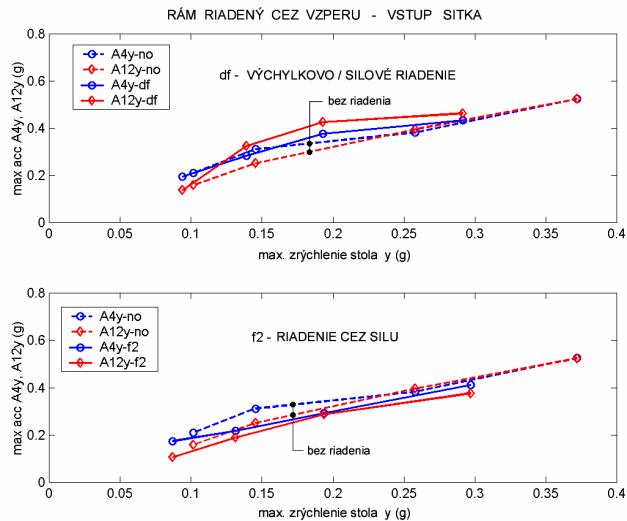 RÁM RIADENÝ CEZ VZPERU - VSTUP SITKA
0.8
0.6
0.4
0.2
0
max acc A4y, A12y (g)
A4y-no
A12y-no
A4y-df
A12y-df
df - VÝCHYLKOVO / SILOVÉ RIADENIE
bez riadenia
0 0.05 0.1 0.15 0.2 0.25 0.3 0.35 0.4
max. zrýchlenie stola y (g)
0.8
0.6
0.4
0.2
0
max acc A4y, A12y (g)
A4y-no
A12y-no
A4y-f2
A12y-f2
f2 - RIADENIE CEZ SILU
bez riadenia
0 0.05 0.1 0.15 0.2 0.25 0.3 0.35 0.4
max. zrýchlenie stola y (g)